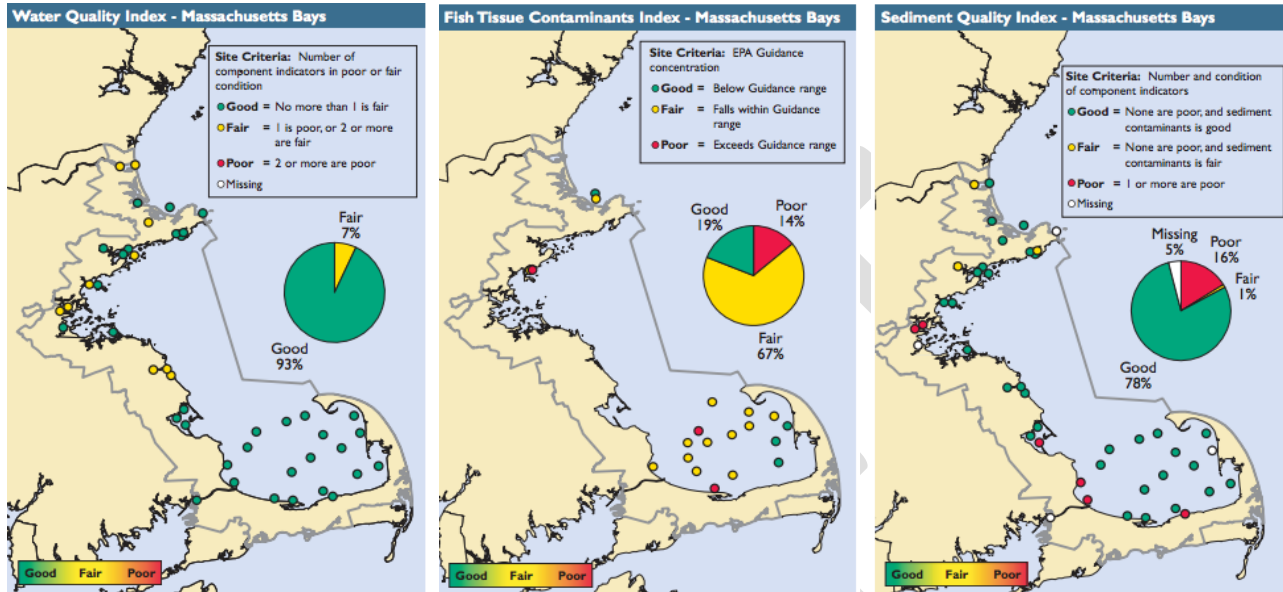 Water Quality Index - Massachusetts Bays
Site Criteria: Number of
component indicators in poor or fair
condition
Good = No more than 1 is fair
Fair = 1 is poor, or 2 or more
are fair
Poor = 2 or more are poor
Missing
Fair
7%
Good
93%
Good Fair Poor
Fish Tissue Contaminants Index - Massachusetts Bays
Site Criteria: EPA Guidance
concentration
Good = Below Guidance range
Fair = Falls within Guidance
range
Poor = Exceeds Guidance range
Good
19%
Poor
14%
Fair
67%
Good Fair Poor
Sediment Quality Index - Massachusetts Bays
Site Criteria: Number and condition
of component indicators
Good = None are poor, and sediment
contaminants is good
Fair = None are poor, and sediment
contaminants is fair
Poor = 1 or more are poor
Missing
Missing
5%
Poor
16%
Fair
1%
Good
78%
Good Fair Poor